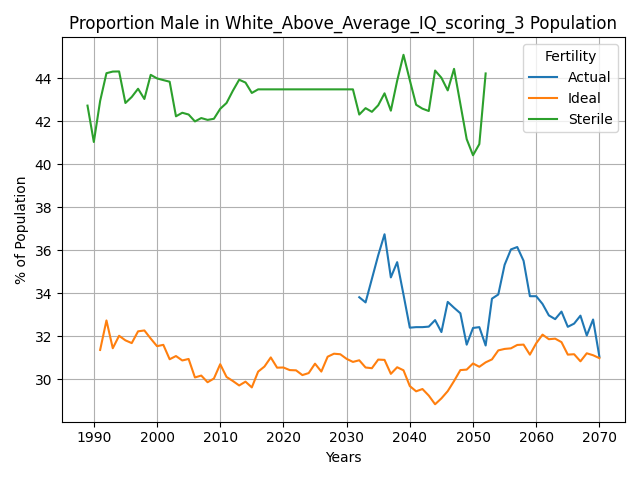 Proportion Male in White_Above_Average_IQ_scoring_3 Population
Fertility
Actual
Ideal
Sterile
% of Population
44
42
40
38
36
34
32
30
1990 2000 2010 2020 2030 2040 2050 2060 2070
Years